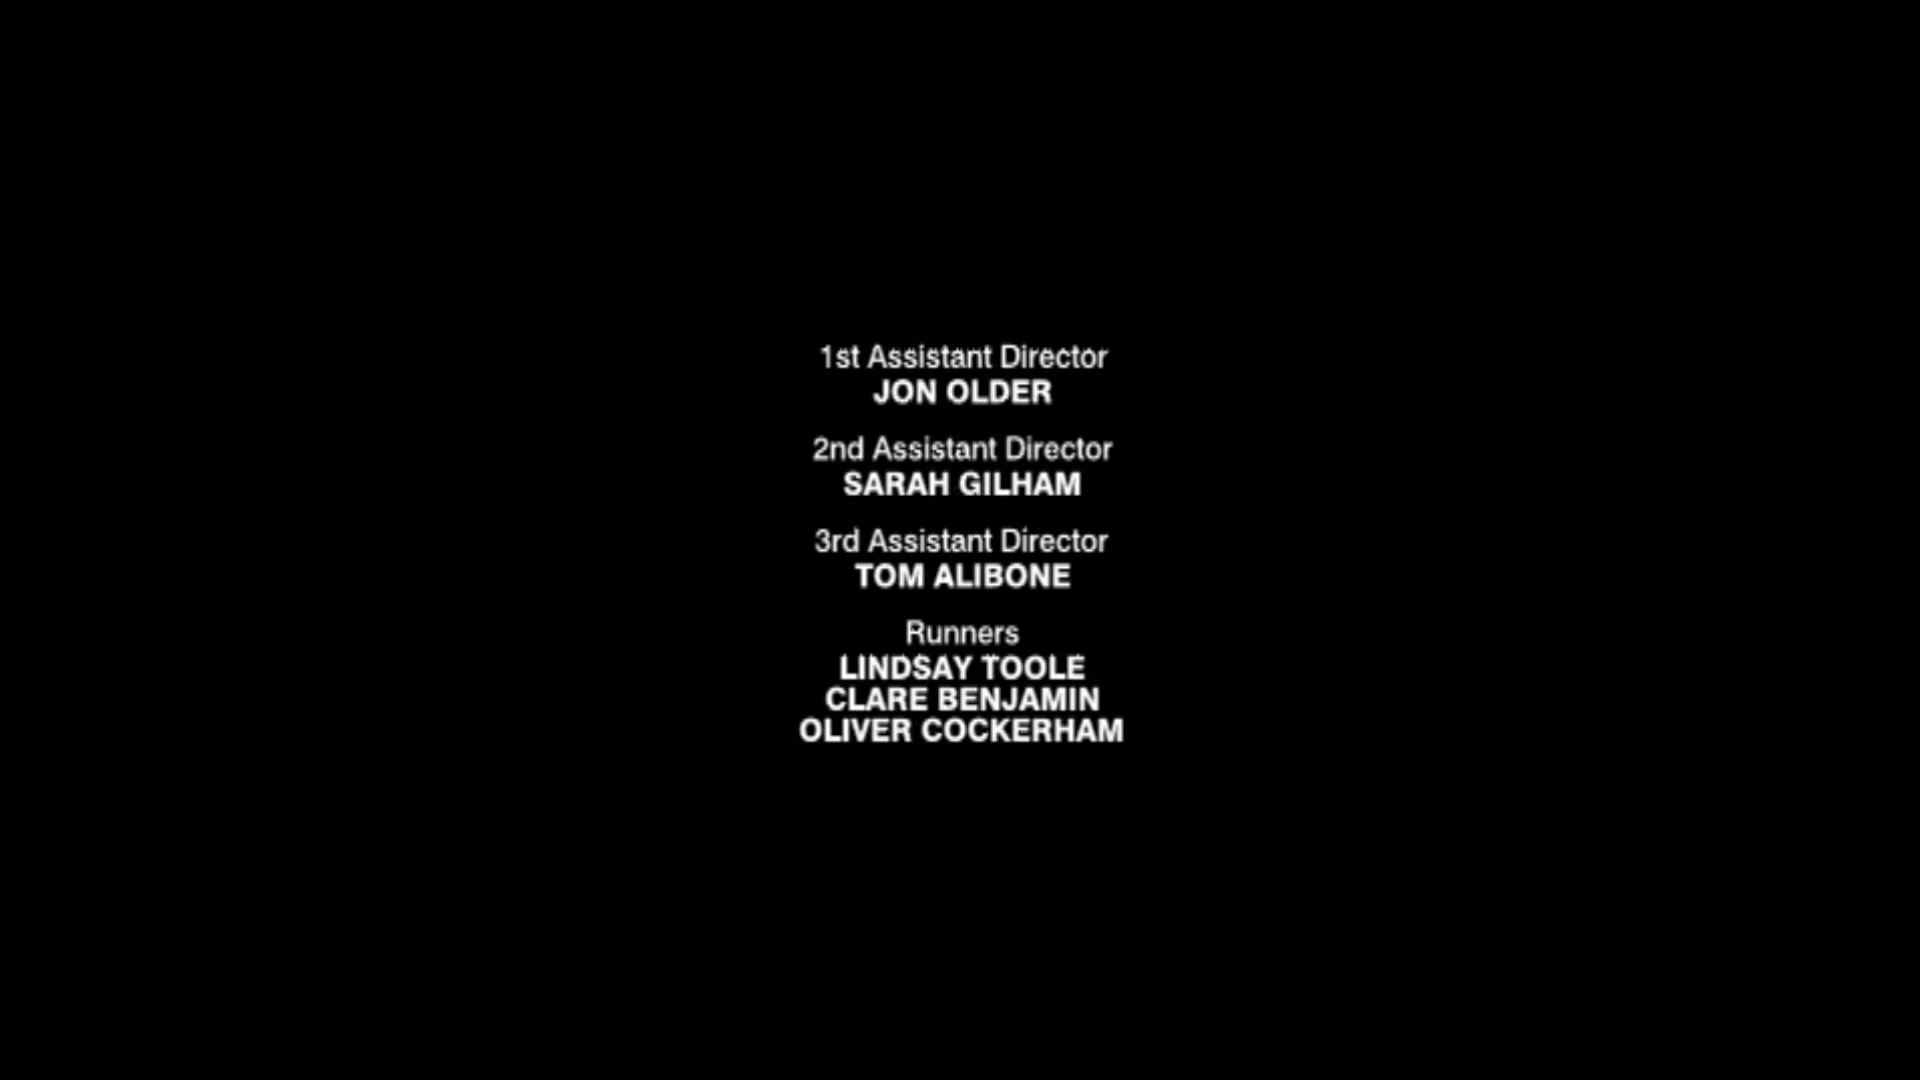 1st Assistant Director
JON OLDER
2nd Assistant Director
SARAH GILHAM
3rd Assistant Director
TOM ALIBONE
Runners
LINDSAY TOOLE
CLARE BENJAMIN
OLIVER COCKERHAM